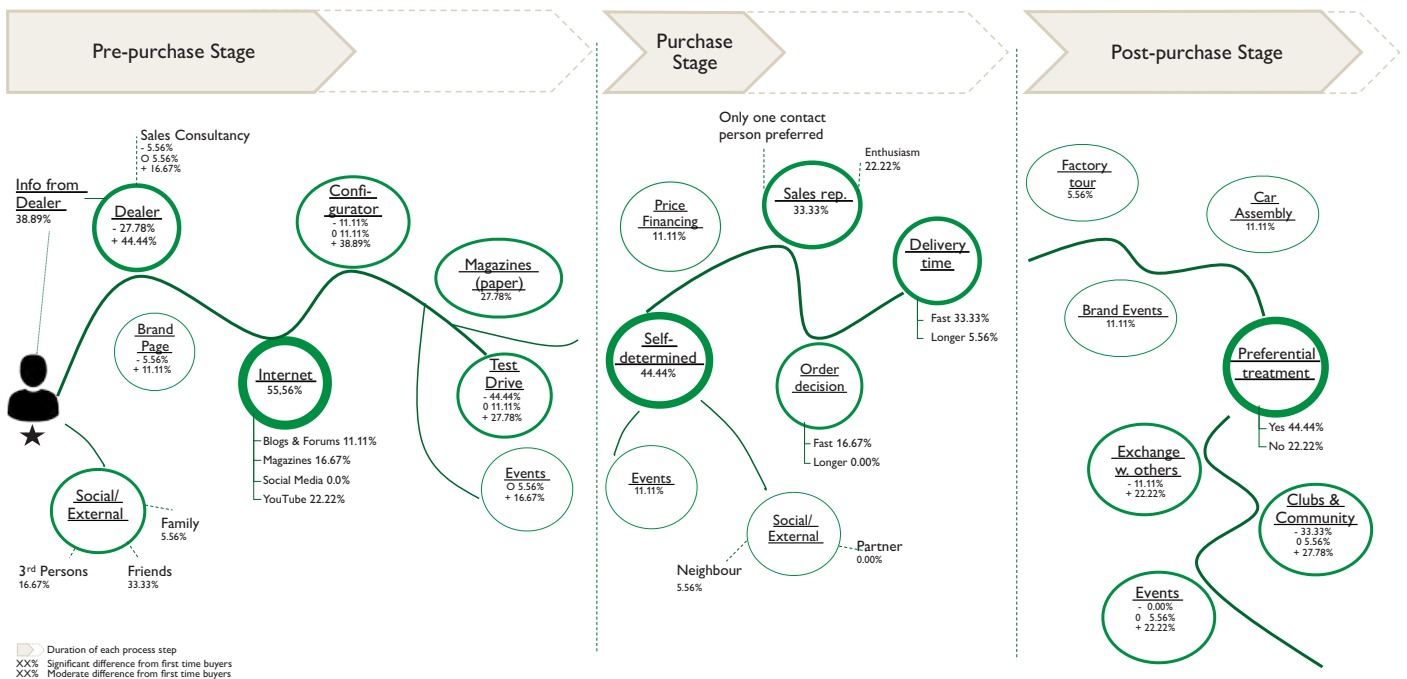 Pre-purchase Stage
Purchase
Stage
Post-purchase Stage
Sales Consultancy
- 5.56%
O 5.56%
+ 16.67%
Info from
Dealer
38.89%
Dealer
- 27.78%
+ 44.44%
Confi-
gurator
- 11.11%
0 11.11%
+ 38.89%
Magazines
(paper)
27.78%
Brand
Page
- 5.56%
+ 11.11%
Internet
55,56%
Blogs & Forums 11.11%
Magazines 16.67%
Social Media 0.0%
YouTube 22.22%
Test
Drive
- 44.44%
0 11.11%
+ 27.78%
Events
O 5.56%
+ 16.67%
Social/
External
Family
5.56%
3rd Persons
16.67%
Friends
33.33%
Only one contact
person preferred
Enthusiasm
22.22%
Price
Financing
11.11%
Sales rep.
33.33%
Delivery
time
Fast 33.33%
Longer 5.56%
Self-
determined
44.44%
Order
decision
Fast 16.67%
Longer 0.00%
Events
11.11%
Social/
External
Partner
0.00%
Neighbour
5.56%
Factory
tour
5.56%
Car
Assembly
11.11%
Brand Events
11.11%
Preferential
treatment
Yes 44.44%
No 22.22%
Exchange
w. others
- 11.11%
+ 22.22%
Clubs &
Community
- 33.33%
0 5.56%
+ 27.78%
Events
- 0.00%
0 5.56%
+ 22.22%
Duration of each process step
XX% Significant difference from first time buyers
XX% Moderate difference from first time buyers